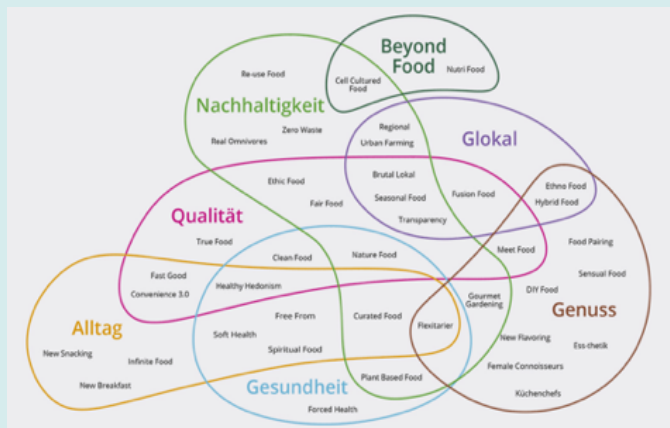 Beyond
Food
Re-use Food
Nutri Food
Cell Cultured
Food
Nachhaltigkeit
Regional
Zero Waste
Real Omnivores
Urban Farming
Glokal
Brutal Lokal
Ethic Food
Ethno Food
Seasonal Food
Fusion Food
Hybrid Food
Fair Food
Qualität
Transparency
True Food
Food Pairing
Meet Food
Clean Food
Nature Food
Fast Good
Sensual Food
Healthy Hedonism
DIY Food
Convenience 3.0
Gourmet
Gardening
Genuss
Free From
Curated Food
Alltag
Flexitarier
Soft Health
New Flavoring
Ess-thetik
Spiritual Food
New Snacking
Infinite Food
Female Connoisseurs
Plant Based Food
New Breakfast
Gesundheit
Küchenchefs
Forced Health